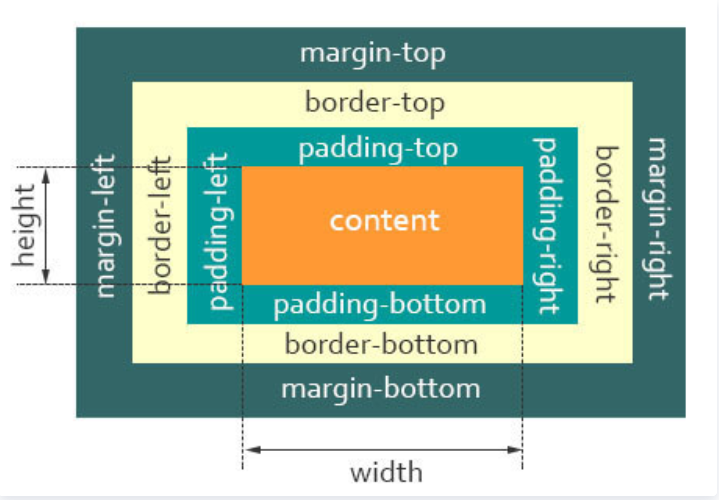 margin-top
border-top
padding-top
height
margin-left
border-left
padding-left
content
padding-right
border-right
margin-right
padding-bottom
border-bottom
margin-bottom
width